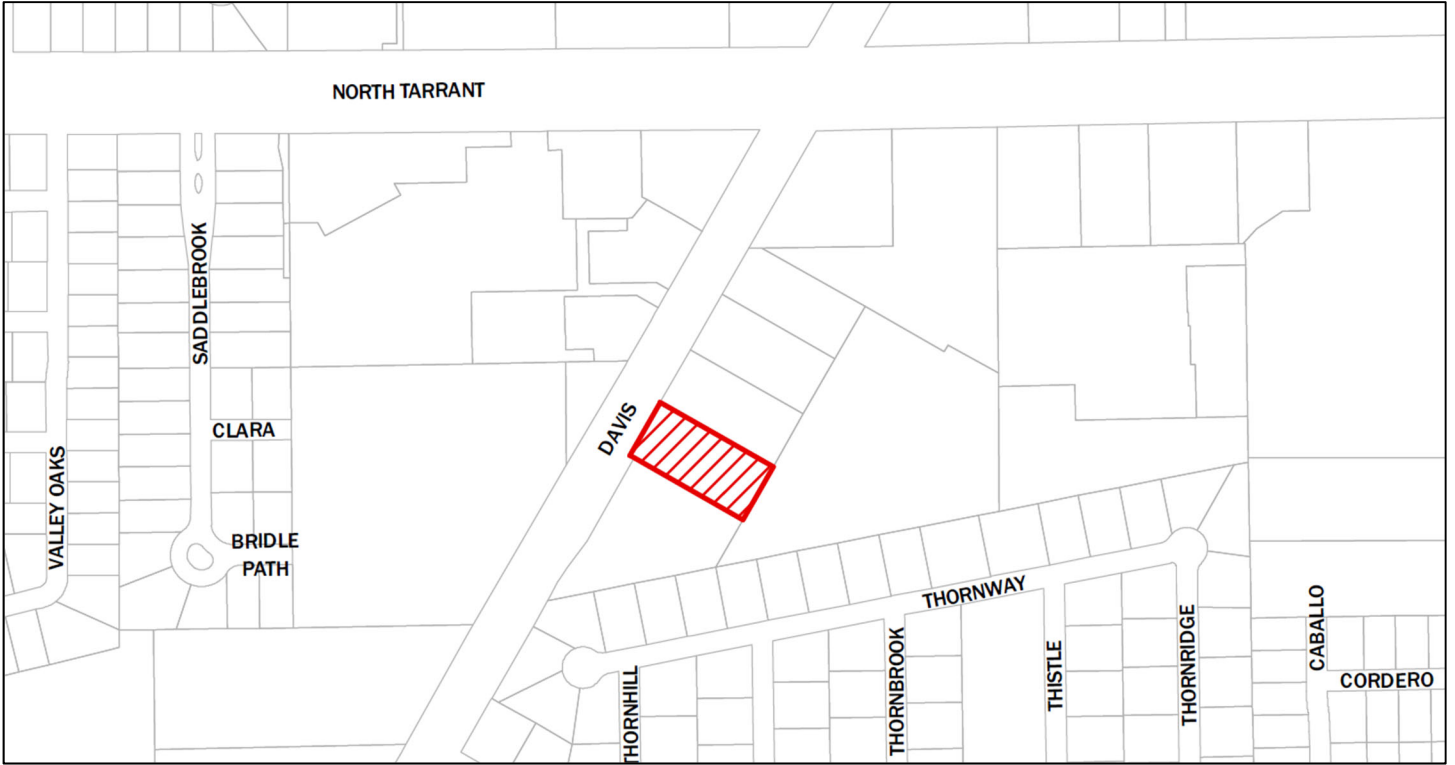 NORTH TARRANT
SADDLEBROOK
DAVIS
CLARA
VALLEY OAKS
BRIDLE
PATH
THORNWAY
CABALLO
THORNRIDGE
THORNBROOK
THISTLE
THORNHILL
CORDERO